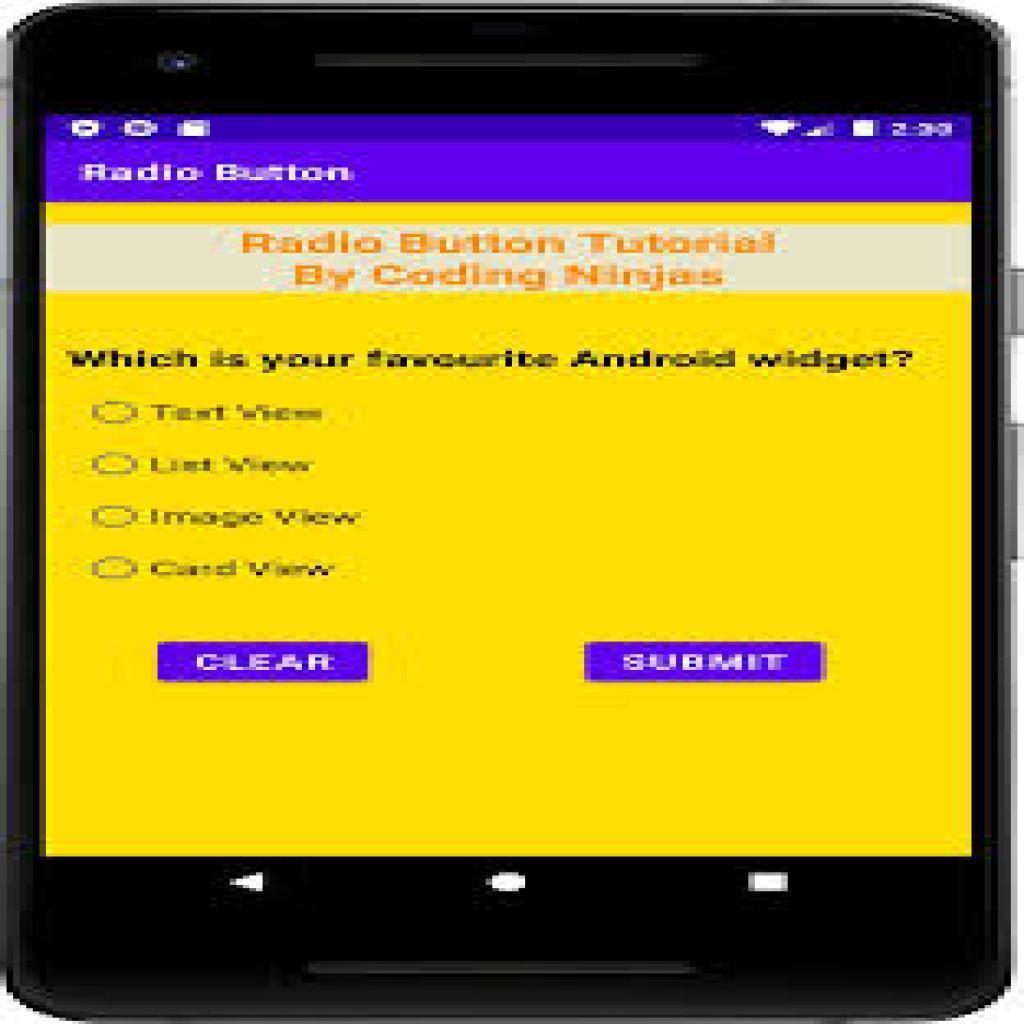 2:30
Radio Button
Radio Button Tutorial
By Coding Ninjas
Which is your favourite Android widget?
Text View
List View
Image View
Card View
CLEAR
SUBMIT